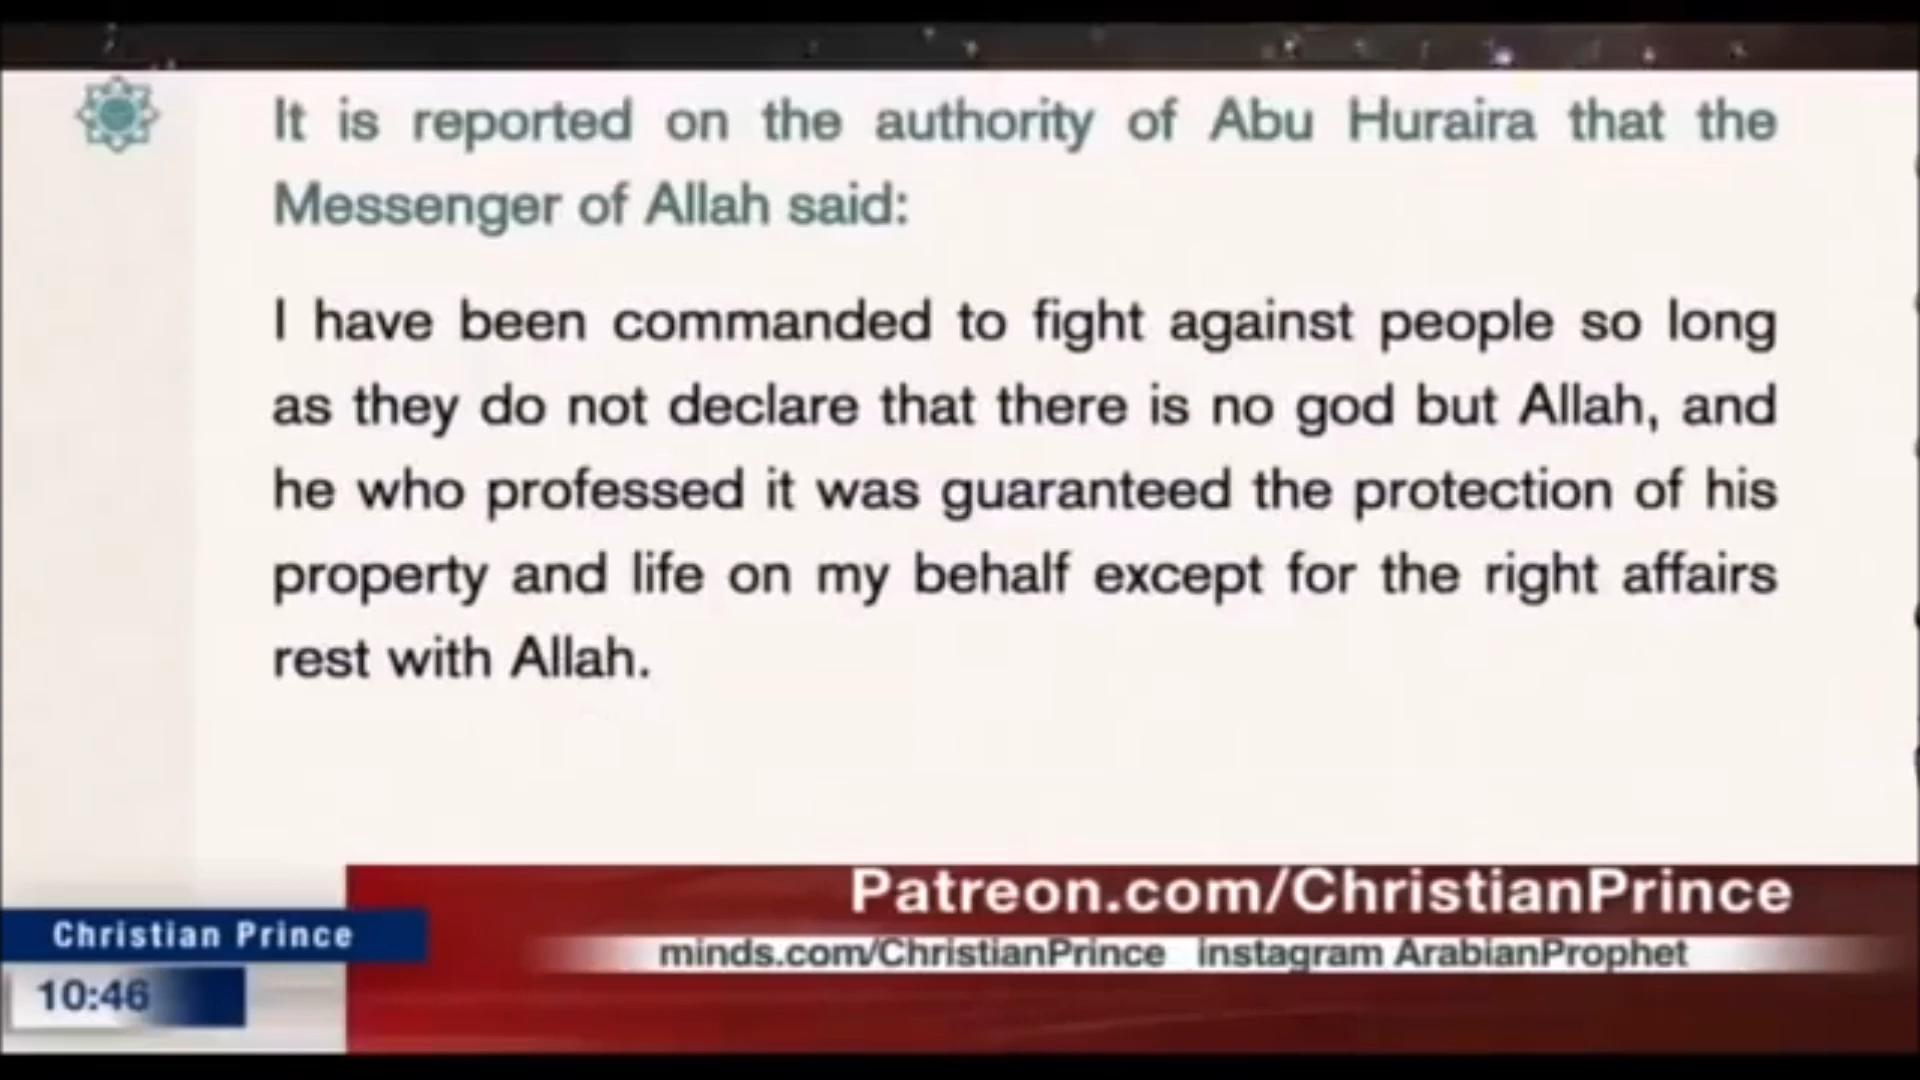 It is reported on the authority of Abu Huraira that the
Messenger of Allah said:
I have been commanded to fight against people so long
as they do not declare that there is no god but Allah, and
he who professed it was guaranteed the protection of his
property and life on my behalf except for the right affairs
rest with Allah.
Patreon.com/ChristianPrince
Christian Prince
minds.com/ChristianPrince instagram ArabianProphet
10:46